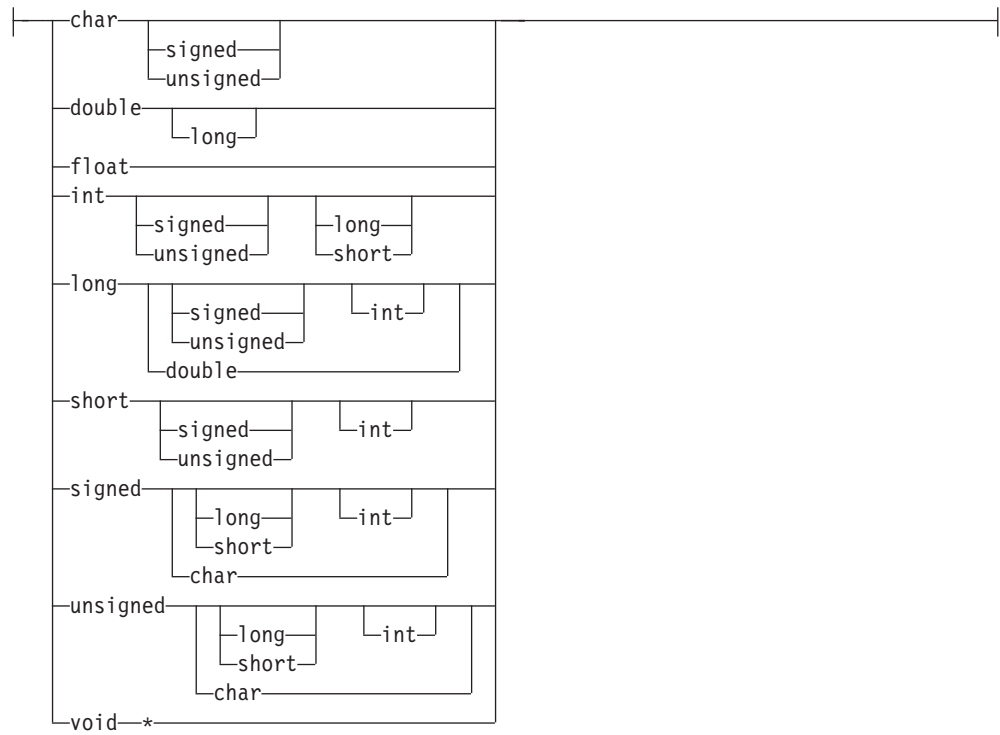 char
signed
unsigned
double
long
float
int
signed long
unsigned short
long
signed int
unsigned
double
short
signed int
unsigned
signed
long int
short
char
unsigned
long int
short
char
void *